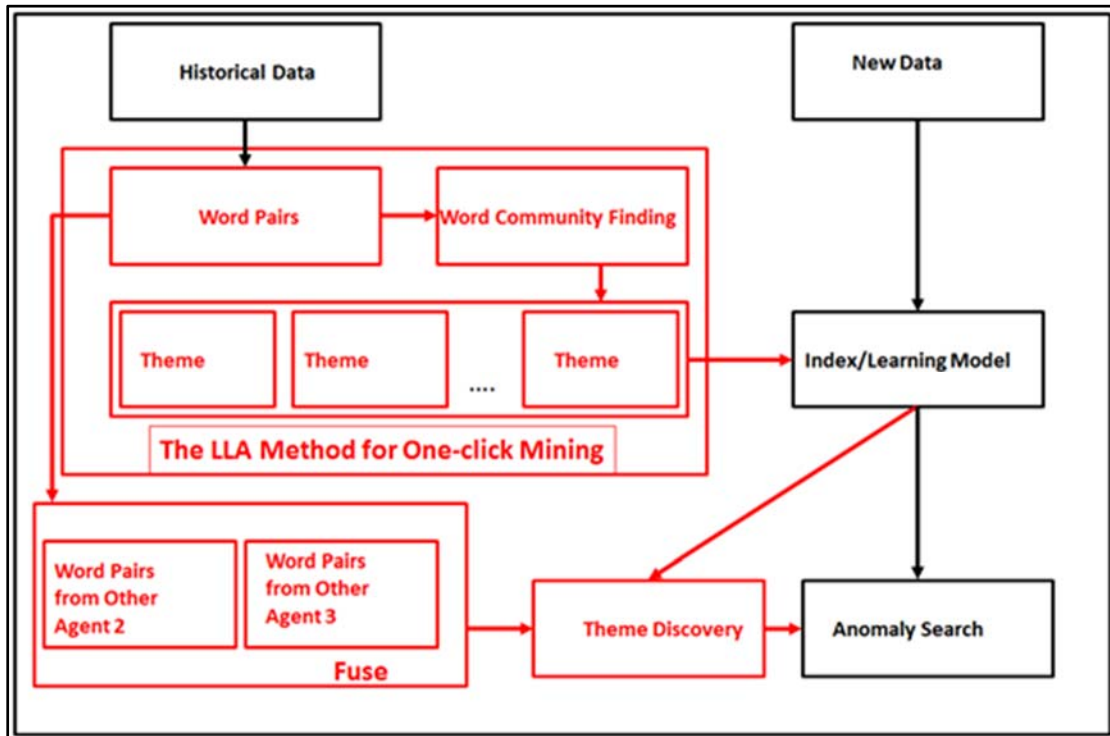 Historical Data
New Data
Word Pairs
Word Community Finding
Theme
Theme
....
Theme
Index/Learning Model
The LLA Method for One-click Mining
Word Pairs
from Other
Agent 2
Word Pairs
from Other
Agent 3
Fuse
Theme Discovery
Anomaly Search